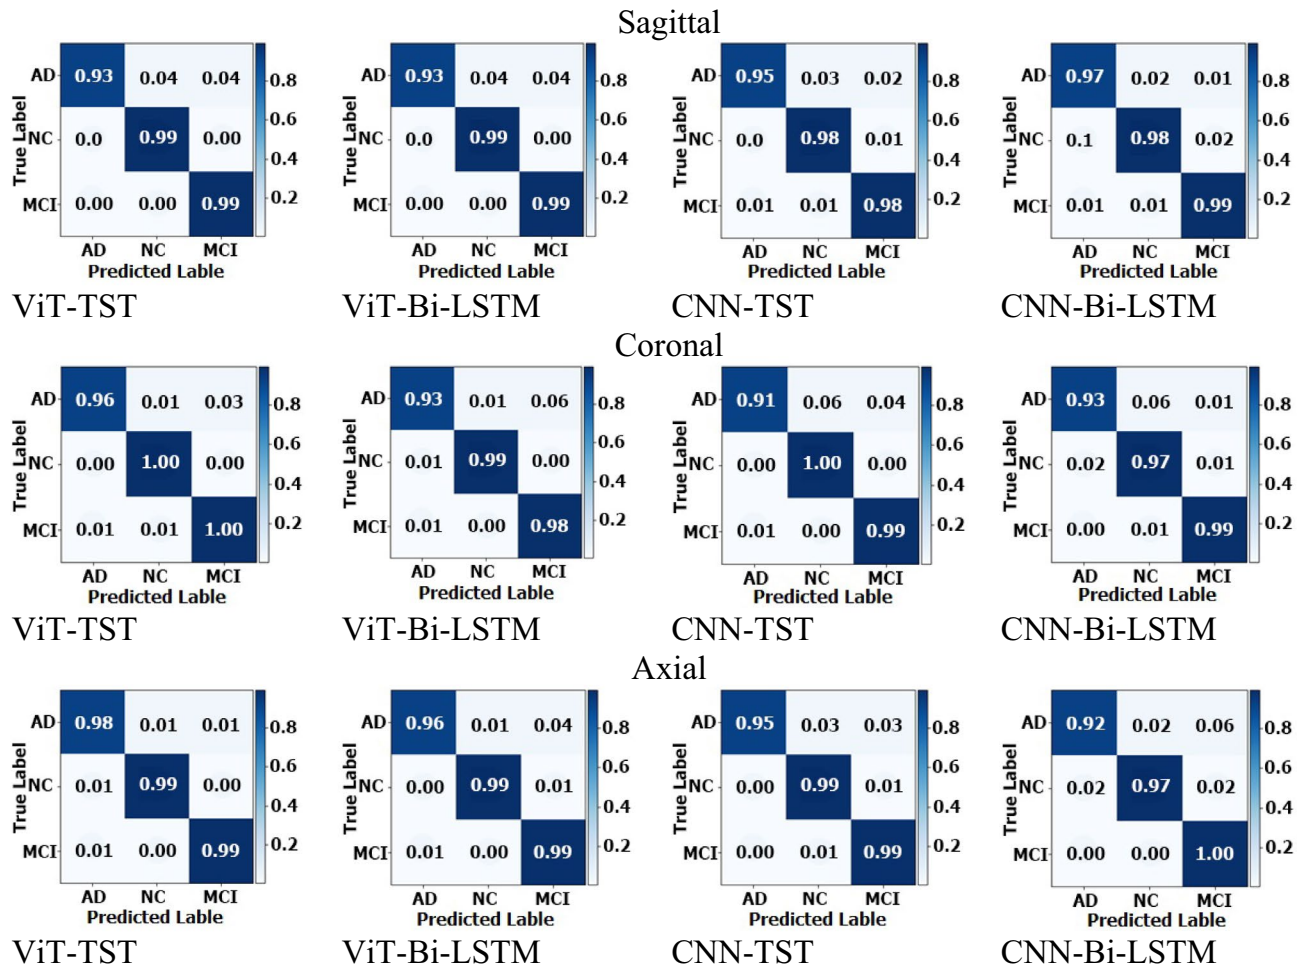 Sagittal
AD 0.93 0.04 0.04 0.8
NC 0.0 0.99 0.00 0.4
MCI 0.00 0.00 0.99 0.2
True Label
AD NC MCI
Predicted Lable
AD 0.93 0.04 0.04 0.8
NC 0.0 0.99 0.00 0.4
MCI 0.00 0.00 0.99 0.2
True Label
AD NC MCI
Predicted Lable
AD 0.95 0.03 0.02 0.8
NC 0.0 0.98 0.01 0.4
MCI 0.01 0.01 0.98 0.2
True Label
AD NC MCI
Predicted Lable
AD 0.97 0.02 0.01 0.8
NC 0.1 0.98 0.02 0.4
MCI 0.01 0.01 0.99 0.2
True Label
AD NC MCI
Predicted Lable
ViT-TST ViT-Bi-LSTM CNN-TST CNN-Bi-LSTM
Coronal
AD 0.96 0.01 0.03 0.8
0.6
NC 0.00 1.00 0.00 0.4
MCI 0.01 0.01 1.00 0.2
True Label
AD NC MCI
Predicted Lable
AD 0.93 0.01 0.06 0.8
0.6
NC 0.01 0.99 0.00 0.4
MCI 0.01 0.00 0.98 0.2
True Label
AD NC MCI
Predicted Lable
AD 0.91 0.06 0.04 0.8
0.6
NC 0.00 1.00 0.00 0.4
MCI 0.01 0.00 0.99 0.2
True Label
AD NC MCI
Predicted Lable
AD 0.93 0.06 0.01 0.8
0.6
NC 0.02 0.97 0.01 0.4
MCI 0.00 0.01 0.99 0.2
True Label
AD NC MCI
Predicted Lable
ViT-TST ViT-Bi-LSTM CNN-TST CNN-Bi-LSTM
Axial
AD 0.98 0.01 0.01 0.8
0.6
NC 0.01 0.99 0.00 0.4
MCI 0.01 0.00 0.99 0.2
True Label
AD NC MCI
Predicted Lable
AD 0.96 0.01 0.04 0.8
0.6
NC 0.00 0.99 0.01 0.4
MCI 0.01 0.00 0.99 0.2
True Label
AD NC MCI
Predicted Lable
AD 0.95 0.03 0.03 0.8
0.6
NC 0.00 0.99 0.01 0.4
MCI 0.00 0.01 0.99 0.2
True Label
AD NC MCI
Predicted Lable
AD 0.92 0.02 0.06 0.8
0.6
NC 0.02 0.97 0.02 0.4
MCI 0.00 0.00 1.00 0.2
True Label
AD NC MCI
Predicted Lable
ViT-TST ViT-Bi-LSTM CNN-TST CNN-Bi-LSTM